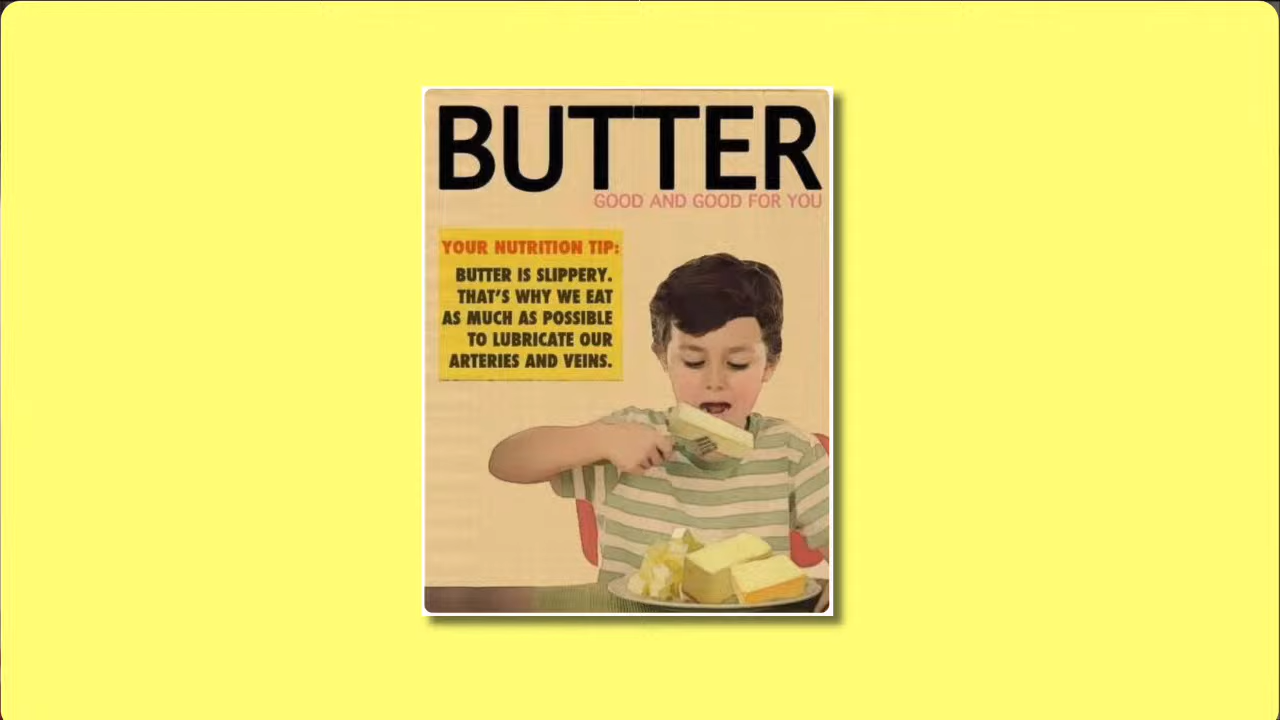 BUTTER
GOOD AND GOOD FOR YOU
YOUR NUTRITION TIP:
BUTTER IS SLIPPERY.
THAT'S WHY WE EAT
AS MUCH AS POSSIBLE
TO LUBRICATE OUR
ARTERIES AND VEINS.